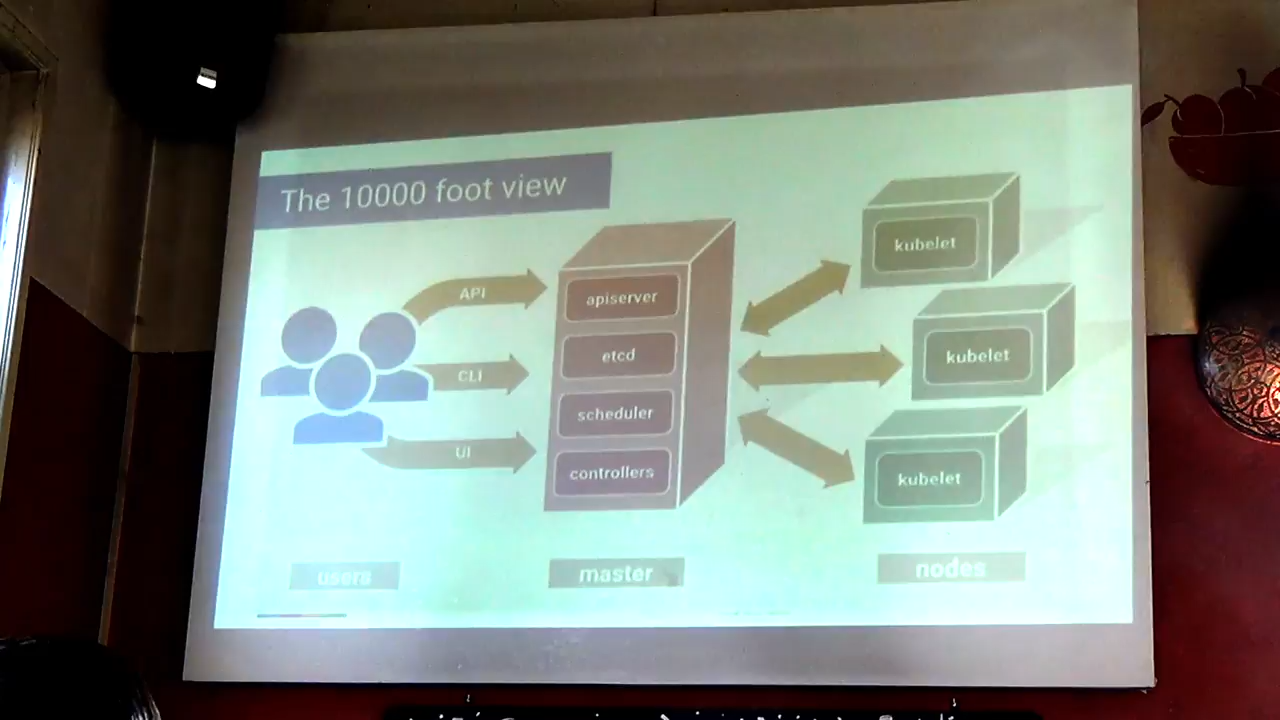 The 10000 foot view
API
CLI
UI
apiserver
etcd
scheduler
controllers
kubelet
kubelet
kubelet
users
master
nodes